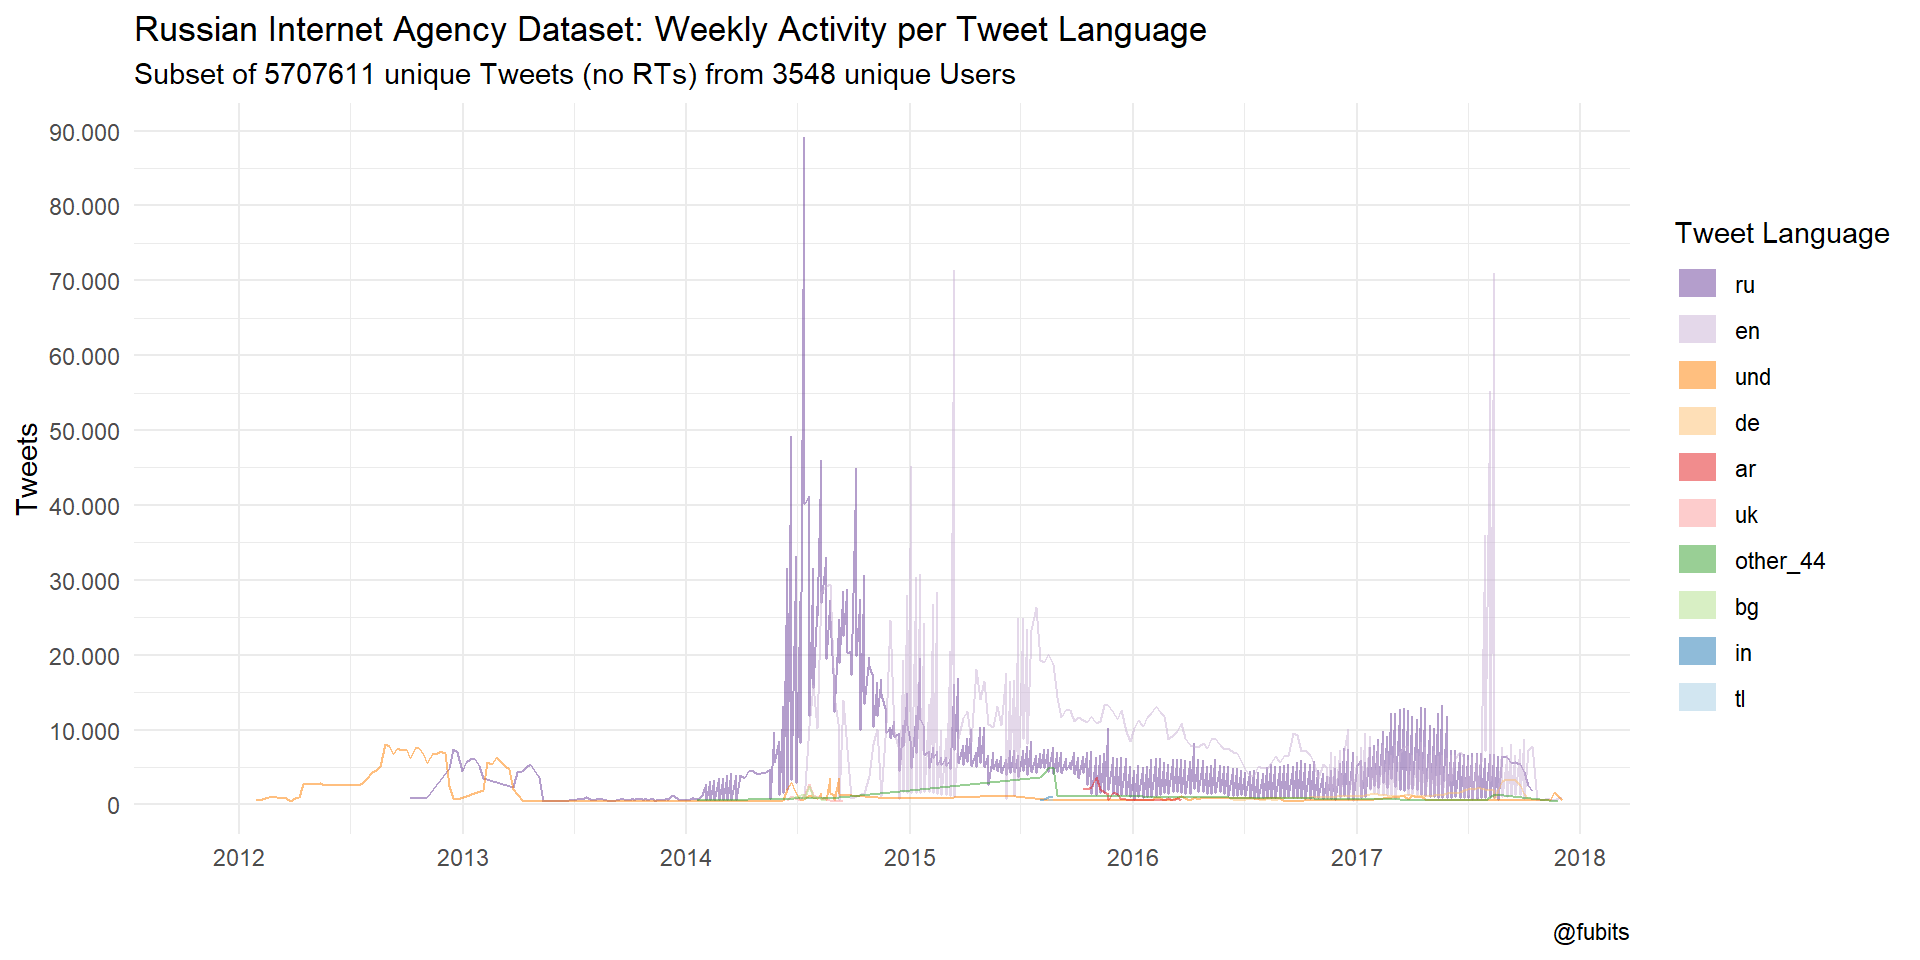 Russian Internet Agency Dataset: Weekly Activity per Tweet Language
Subset of 5707611 unique Tweets (no RTs) from 3548 unique Users
90.000
80.000
70.000
60.000
50.000
40.000
30.000
20.000
10.000
0
Tweets
2012 2013 2014 2015 2016 2017 2018
Tweet Language
ru
en
und
de
ar
uk
other_44
bg
in
tl
@fubits